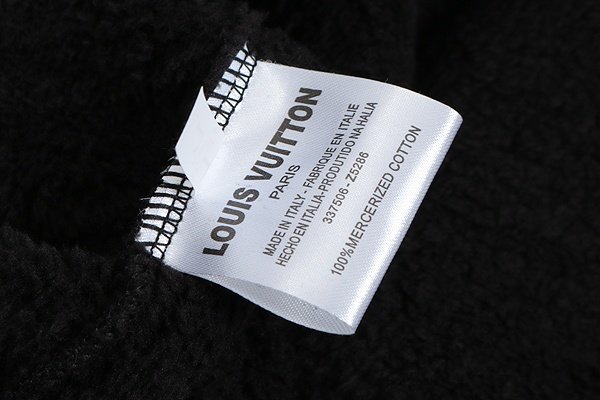 LOUIS VUITTON
PARIS
MADE IN ITALY - FABRIQUE EN ITALIE
HECHO EN ITALIA-PRODUTIDO NA HALIA
337506 - Z5286
100%MERCERIZED COTTON